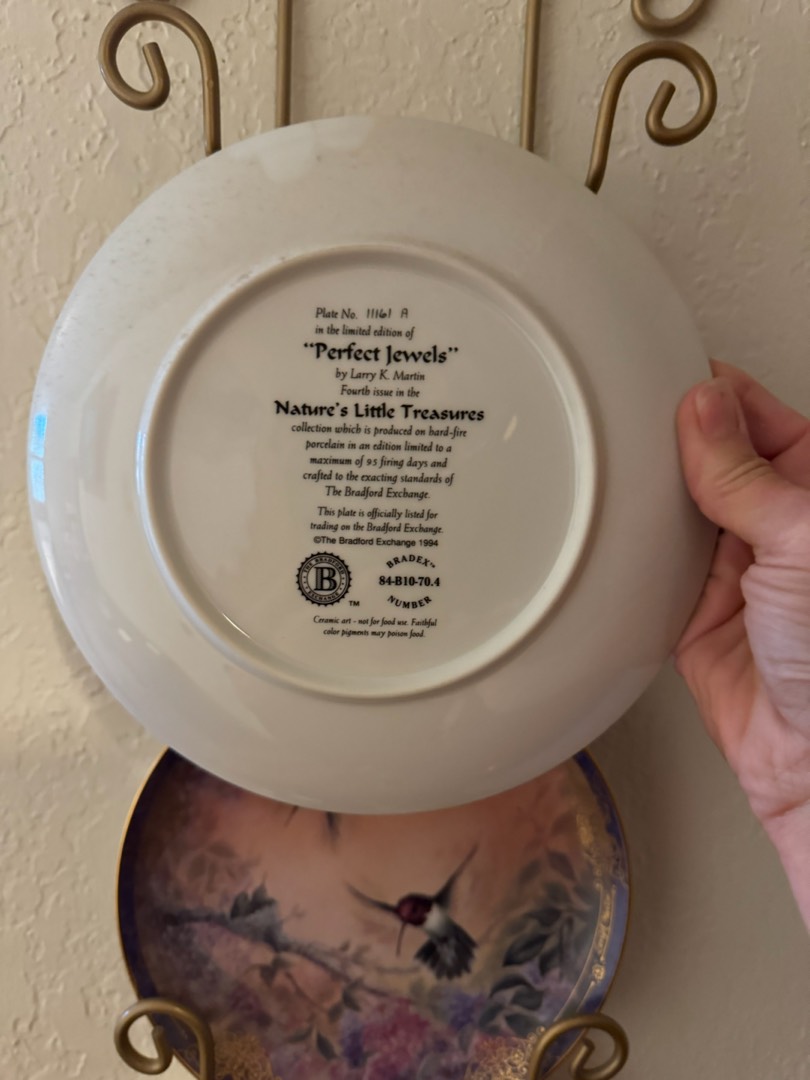 Plate No. 11161 A
in the limited edition of
"Perfect Jewels"
by Larry K. Martin
Fourth issue in the
Nature's Little Treasures
collection which is produced on hard-fire
porcelain in an edition limited to a
maximum of 95 firing days and
crafted to the exacting standards of
The Bradford Exchange.
This plate is officially listed for
trading on the Bradford Exchange.
©The Bradford Exchange 1994
THE BRADFORD
B
EXCHANGE
TM
BRADEX™
84-B10-70.4
NUMBER
Ceramic art - not for food use. Faithful
color pigments may poison food.